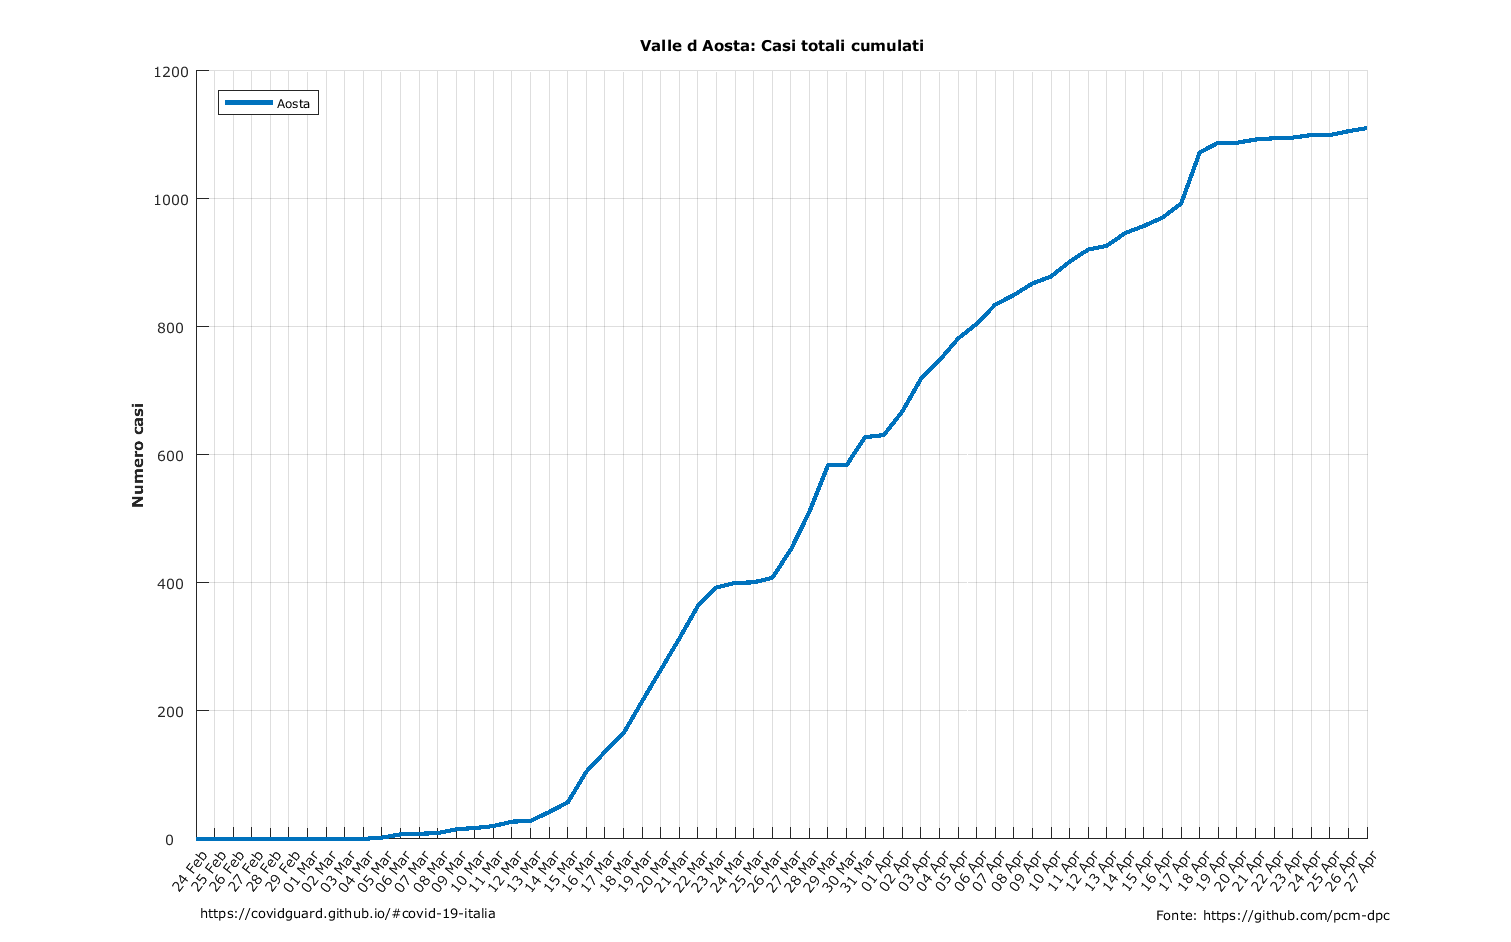 Valle d Aosta: Casi totali cumulati
1200
Aosta
1000
800
Numero casi
600
400
200
0
24 Feb
25 Feb
26 Feb
27 Feb
28 Feb
29 Feb
01 Mar
02 Mar
03 Mar
04 Mar
05 Mar
06 Mar
07 Mar
08 Mar
09 Mar
10 Mar
11 Mar
12 Mar
13 Mar
14 Mar
15 Mar
16 Mar
17 Mar
18 Mar
19 Mar
20 Mar
21 Mar
22 Mar
23 Mar
24 Mar
25 Mar
26 Mar
27 Mar
28 Mar
29 Mar
30 Mar
31 Mar
01 Apr
02 Apr
03 Apr
04 Apr
05 Apr
06 Apr
07 Apr
08 Apr
09 Apr
10 Apr
11 Apr
12 Apr
13 Apr
14 Apr
15 Apr
16 Apr
17 Apr
18 Apr
19 Apr
20 Apr
21 Apr
22 Apr
23 Apr
24 Apr
25 Apr
26 Apr
27 Apr
https://covidguard.github.io/#covid-19-italia
Fonte: https://github.com/pcm-dpc